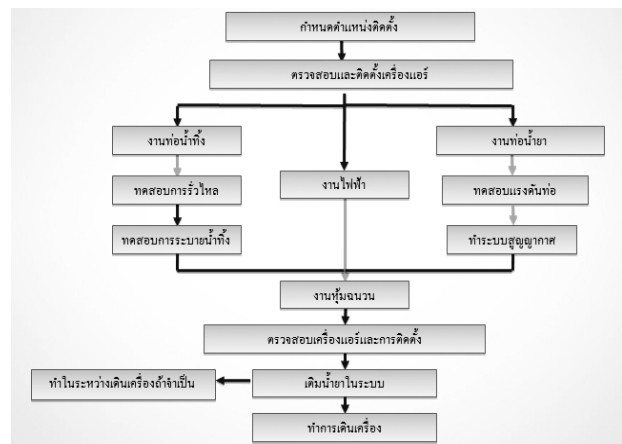 กำหนดตำแหน่งติดตั้ง
ตรวจสอบและติดตั้งเครื่องแอร์
งานท่อน้ำทิ้ง
งานท่อน้ำยา
ทดสอบการรั่วไหล
งานไฟฟ้า
ทดสอบแรงดันท่อ
ทดสอบการระบายน้ำทิ้ง
ทำระบบสูญญากาศ
งานหุ้มฉนวน
ตรวจสอบเครื่องแอร์และการติดตั้ง
ทำในระหว่างเดินเครื่องถ้าจำเป็น
เติมน้ำยาในระบบ
ทำการเดินเครื่อง